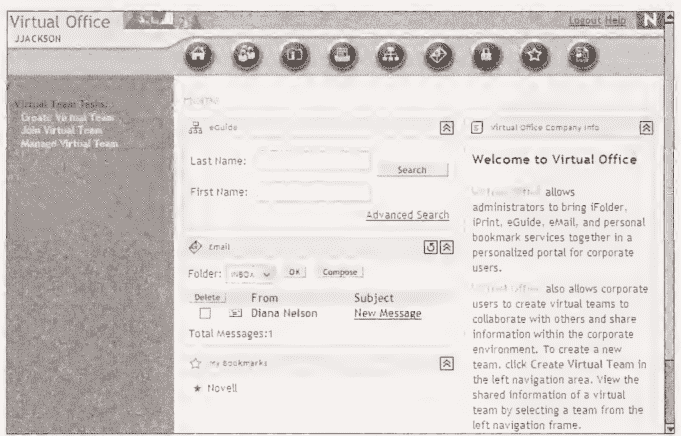 Virtual Office
JJACKSON
Logout Help
N
Virtual Team Tasks:
Create Virtual Team
Join Virtual Team
Manage Virtual Team
Home
eGuide
Last Name:
Search
First Name:
Advanced Search
Email
Folder: INBOX OK Compose
Delete From Subject
Diana Nelson New Message
Total Messages:1
My Bookmarks
Novell
Virtual Office Company Info
Welcome to Virtual Office
allows
administrators to bring iFolder,
iPrint, eGuide, eMail, and personal
bookmark services together in a
personalized portal for corporate
users.
also allows corporate
users to create virtual teams to
collaborate with others and share
information within the corporate
environment. To create a new
team, click Create Virtual Team in
the left navigation area. View the
shared information of a virtual
team by selecting a team from the
left navigation frame.